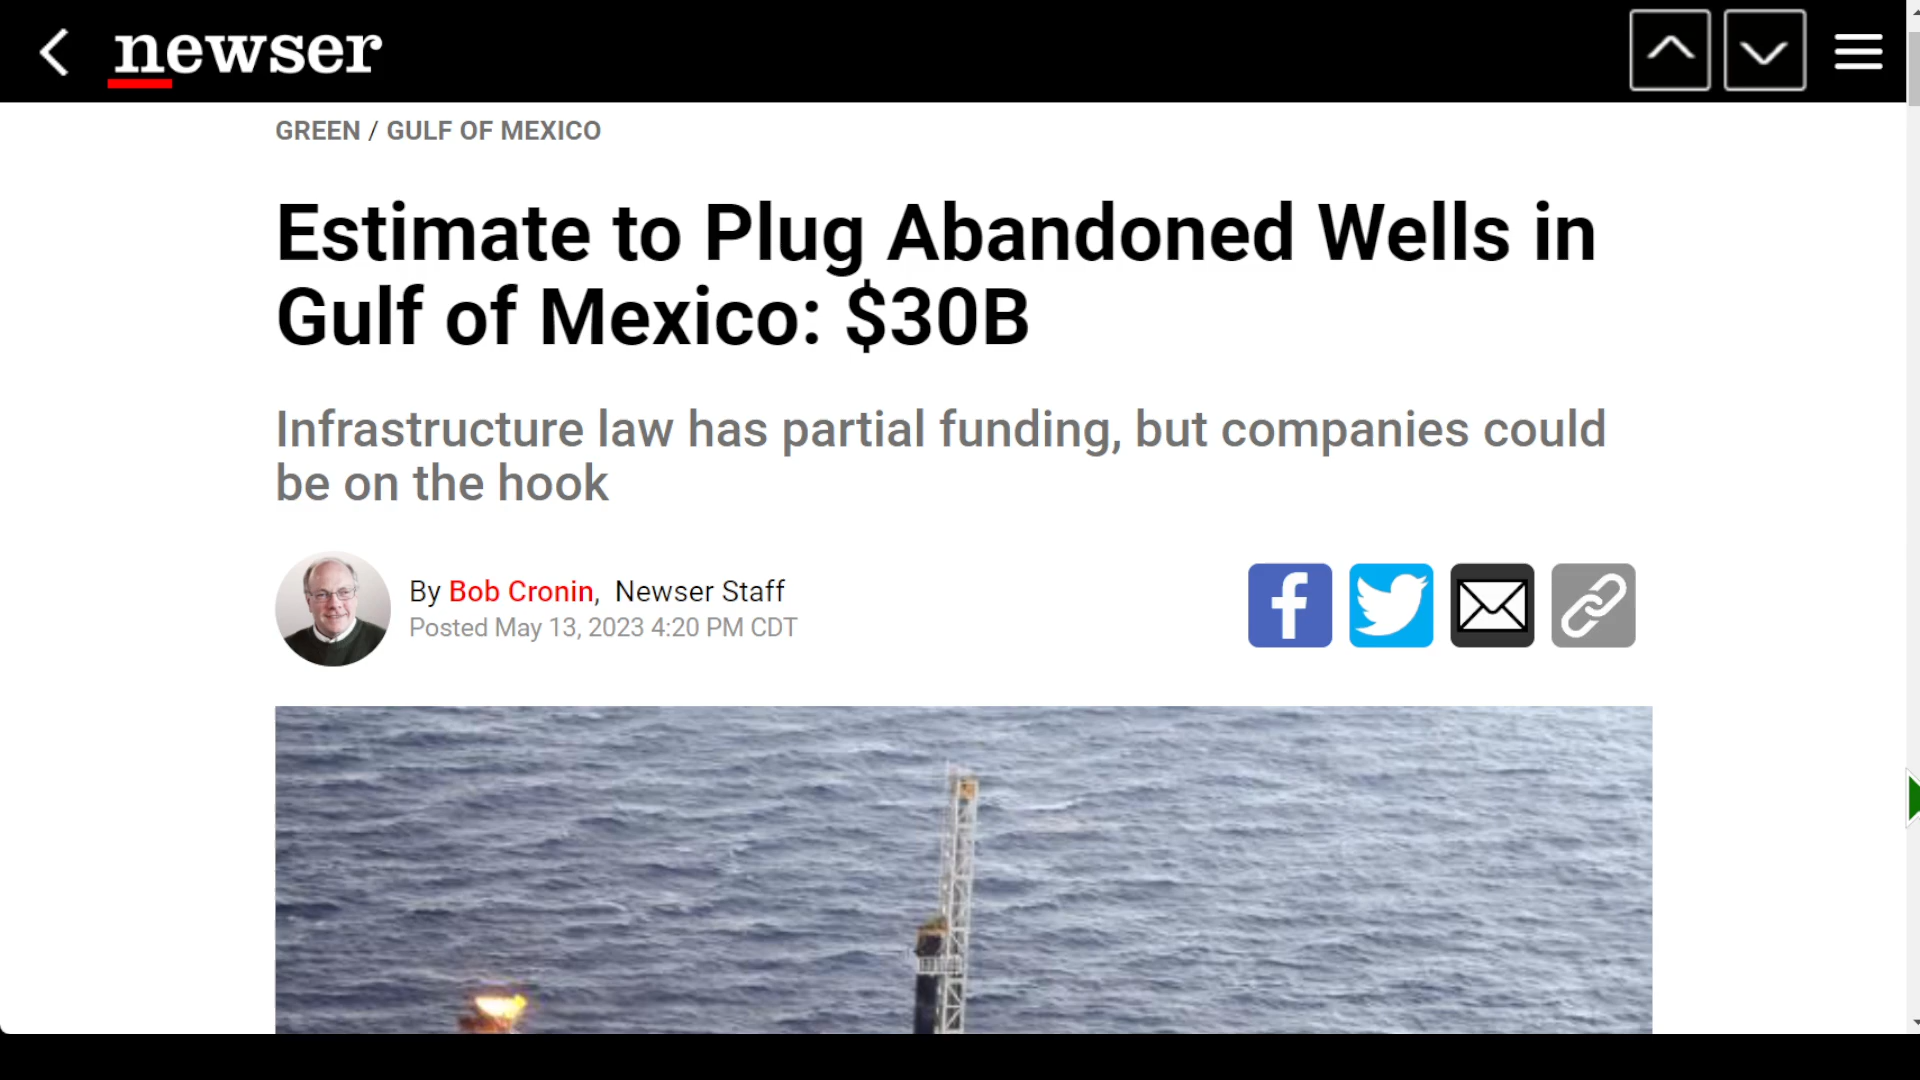 newser
GREEN / GULF OF MEXICO
Estimate to Plug Abandoned Wells in
Gulf of Mexico: $30B
Infrastructure law has partial funding, but companies could
be on the hook
By Bob Cronin, Newser Staff
Posted May 13, 2023 4:20 PM CDT